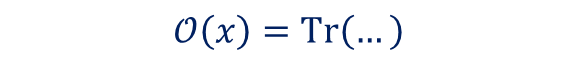 𝒪(𝑥) = Tr(…)